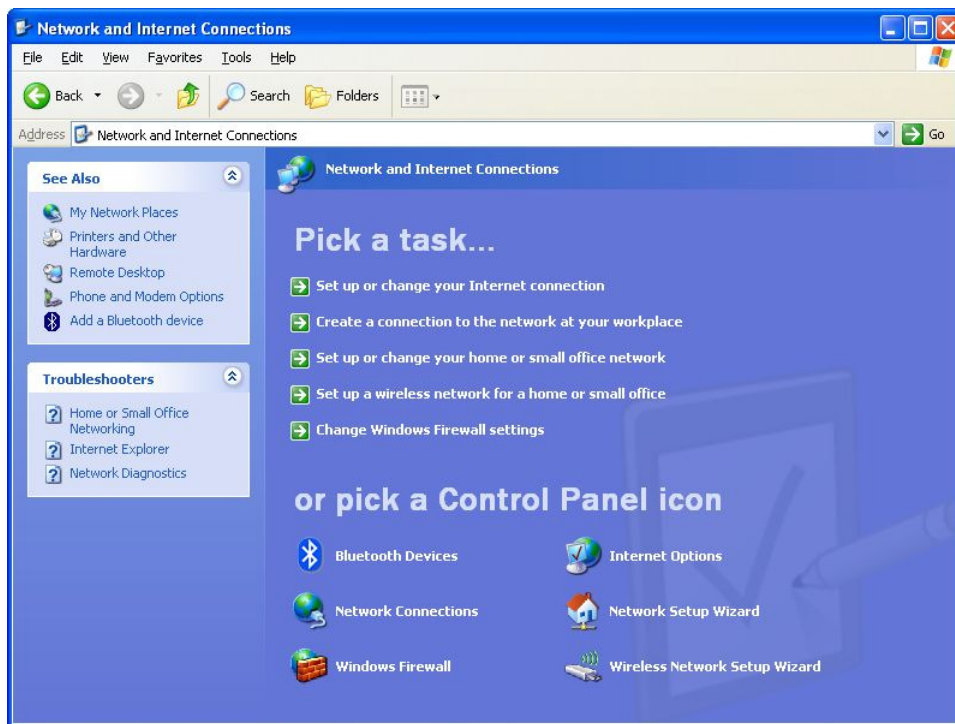 Network and Internet Connections
File Edit View Favorites Tools Help
Back Search Folders
Address Network and Internet Connections Go
See Also
My Network Places
Printers and Other
Hardware
Remote Desktop
Phone and Modem Options
Add a Bluetooth device
Troubleshooters
Home or Small Office
Networking
Internet Explorer
Network Diagnostics
Network and Internet Connections
Pick a task...
Set up or change your Internet connection
Create a connection to the network at your workplace
Set up or change your home or small office network
Set up a wireless network for a home or small office
Change Windows Firewall settings
or pick a Control Panel icon
Bluetooth Devices Internet Options
Network Connections Network Setup Wizard
Windows Firewall Wireless Network Setup Wizard